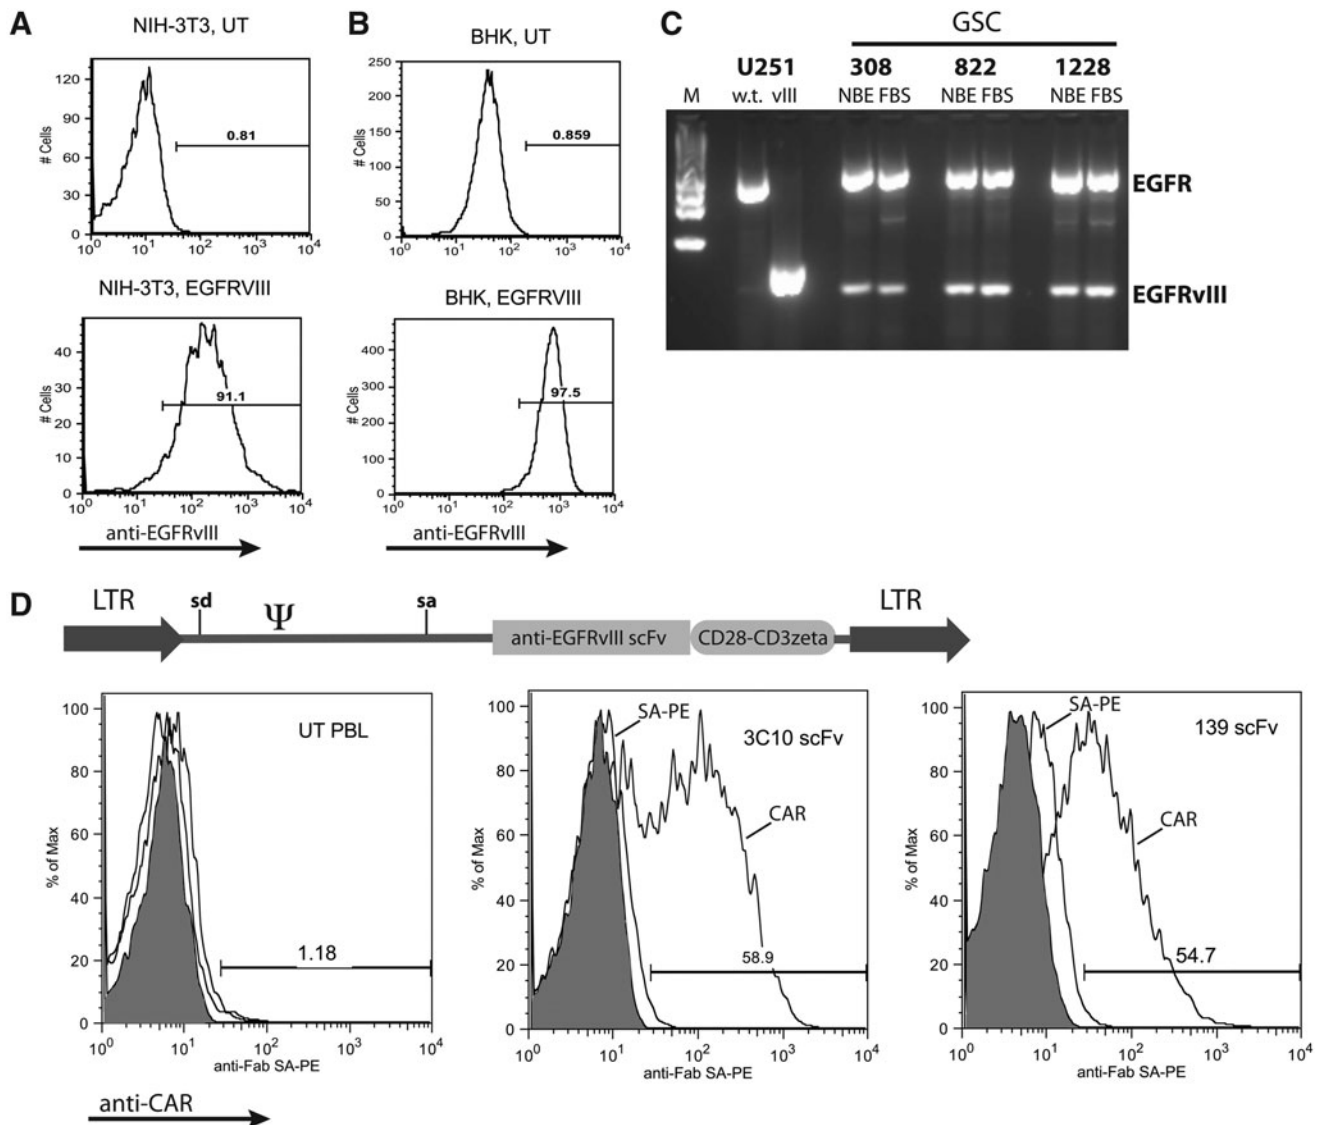 A
NIH-3T3, UT
# Cells
120
90
60
30
0
0.81
10^0 10^1 10^2 10^3 10^4
NIH-3T3, EGFRVIII
# Cells
40
30
20
10
0
91.1
10^0 10^1 10^2 10^3 10^4
anti-EGFRvIII
B
BHK, UT
# Cells
250
200
150
100
50
0
0.859
10^0 10^1 10^2 10^3 10^4
BHK, EGFRVIII
# Cells
400
300
200
100
0
97.5
10^0 10^1 10^2 10^3 10^4
anti-EGFRvIII
C
GSC
U251 308 822 1228
M w.t. vIII NBE FBS NBE FBS NBE FBS
EGFR
EGFRvIII
D
LTR sd Ψ sa LTR
anti-EGFRvIII scFv CD28-CD3zeta
% of Max
100
80
60
40
20
0
UT PBL
1.18
10^0 10^1 10^2 10^3 10^4
anti-Fab SA-PE
anti-CAR
% of Max
100
80
60
40
20
0
SA-PE
3C10 scFv
CAR
58.9
10^0 10^1 10^2 10^3 10^4
anti-Fab SA-PE
% of Max
100
80
60
40
20
0
SA-PE
139 scFv
CAR
54.7
10^0 10^1 10^2 10^3 10^4
anti-Fab SA-PE